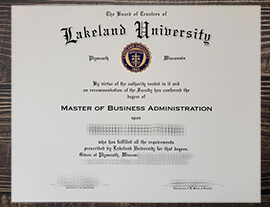 The Board of Trustees of
Lakeland University
Plymouth Wisconsin
By virtue of the authority vested in it and
on recommendation of the Faculty has conferred the
degree of
MASTER OF BUSINESS ADMINISTRATION
upon
who has fulfilled all the requirements
prescribed by Lakeland University for that degree.
Given at Plymouth,